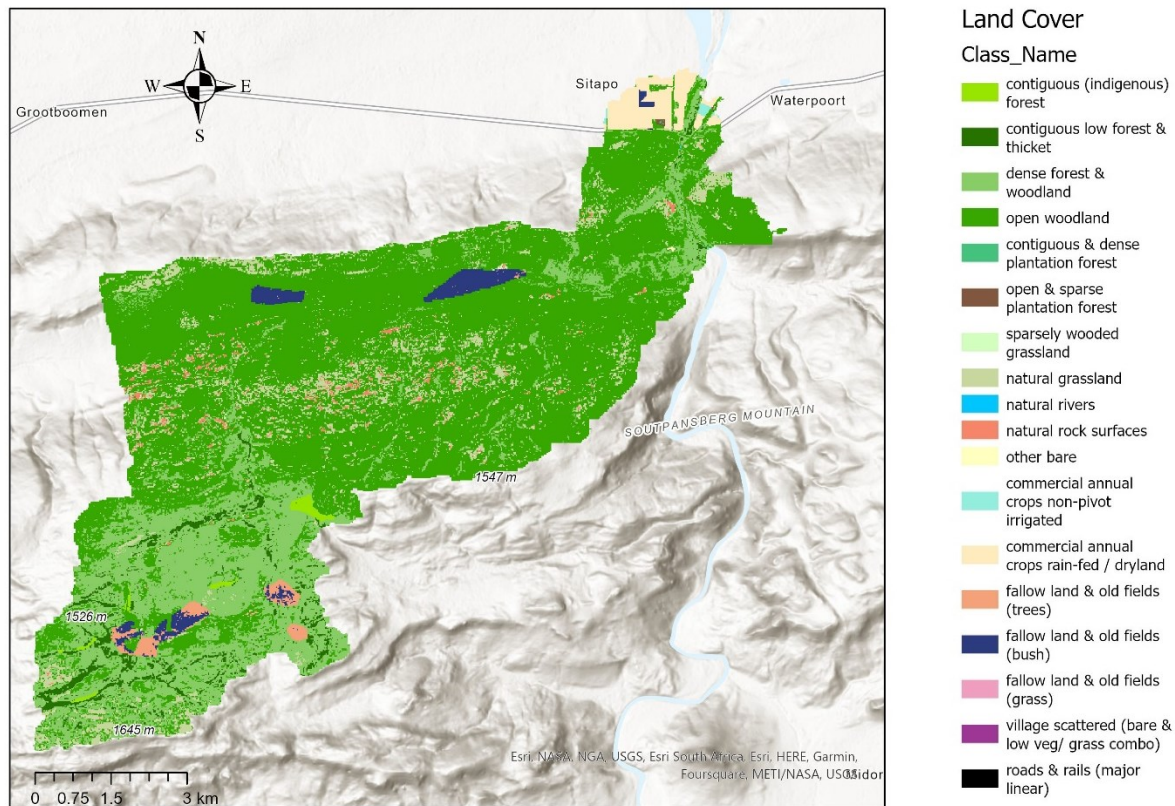 N
W E
S
Grootboomen
Sitapo
Waterpoort
SOUTPANSBERG MOUNTAIN
1547 m
1526 m
1645 m
Esri, NASA, NGA, USGS, Esri South Africa, Esri, HERE, Garmin,
Foursquare, METI/NASA, USGS
0 0.75 1.5 3 km
Land Cover
Class_Name
contiguous (indigenous)
forest
contiguous low forest &
thicket
dense forest &
woodland
open woodland
contiguous & dense
plantation forest
open & sparse
plantation forest
sparsely wooded
grassland
natural grassland
natural rivers
natural rock surfaces
other bare
commercial annual
crops non-pivot
irrigated
commercial annual
crops rain-fed / dryland
fallow land & old fields
(trees)
fallow land & old fields
(bush)
fallow land & old fields
(grass)
village scattered (bare &
low veg/ grass combo)
roads & rails (major
linear)